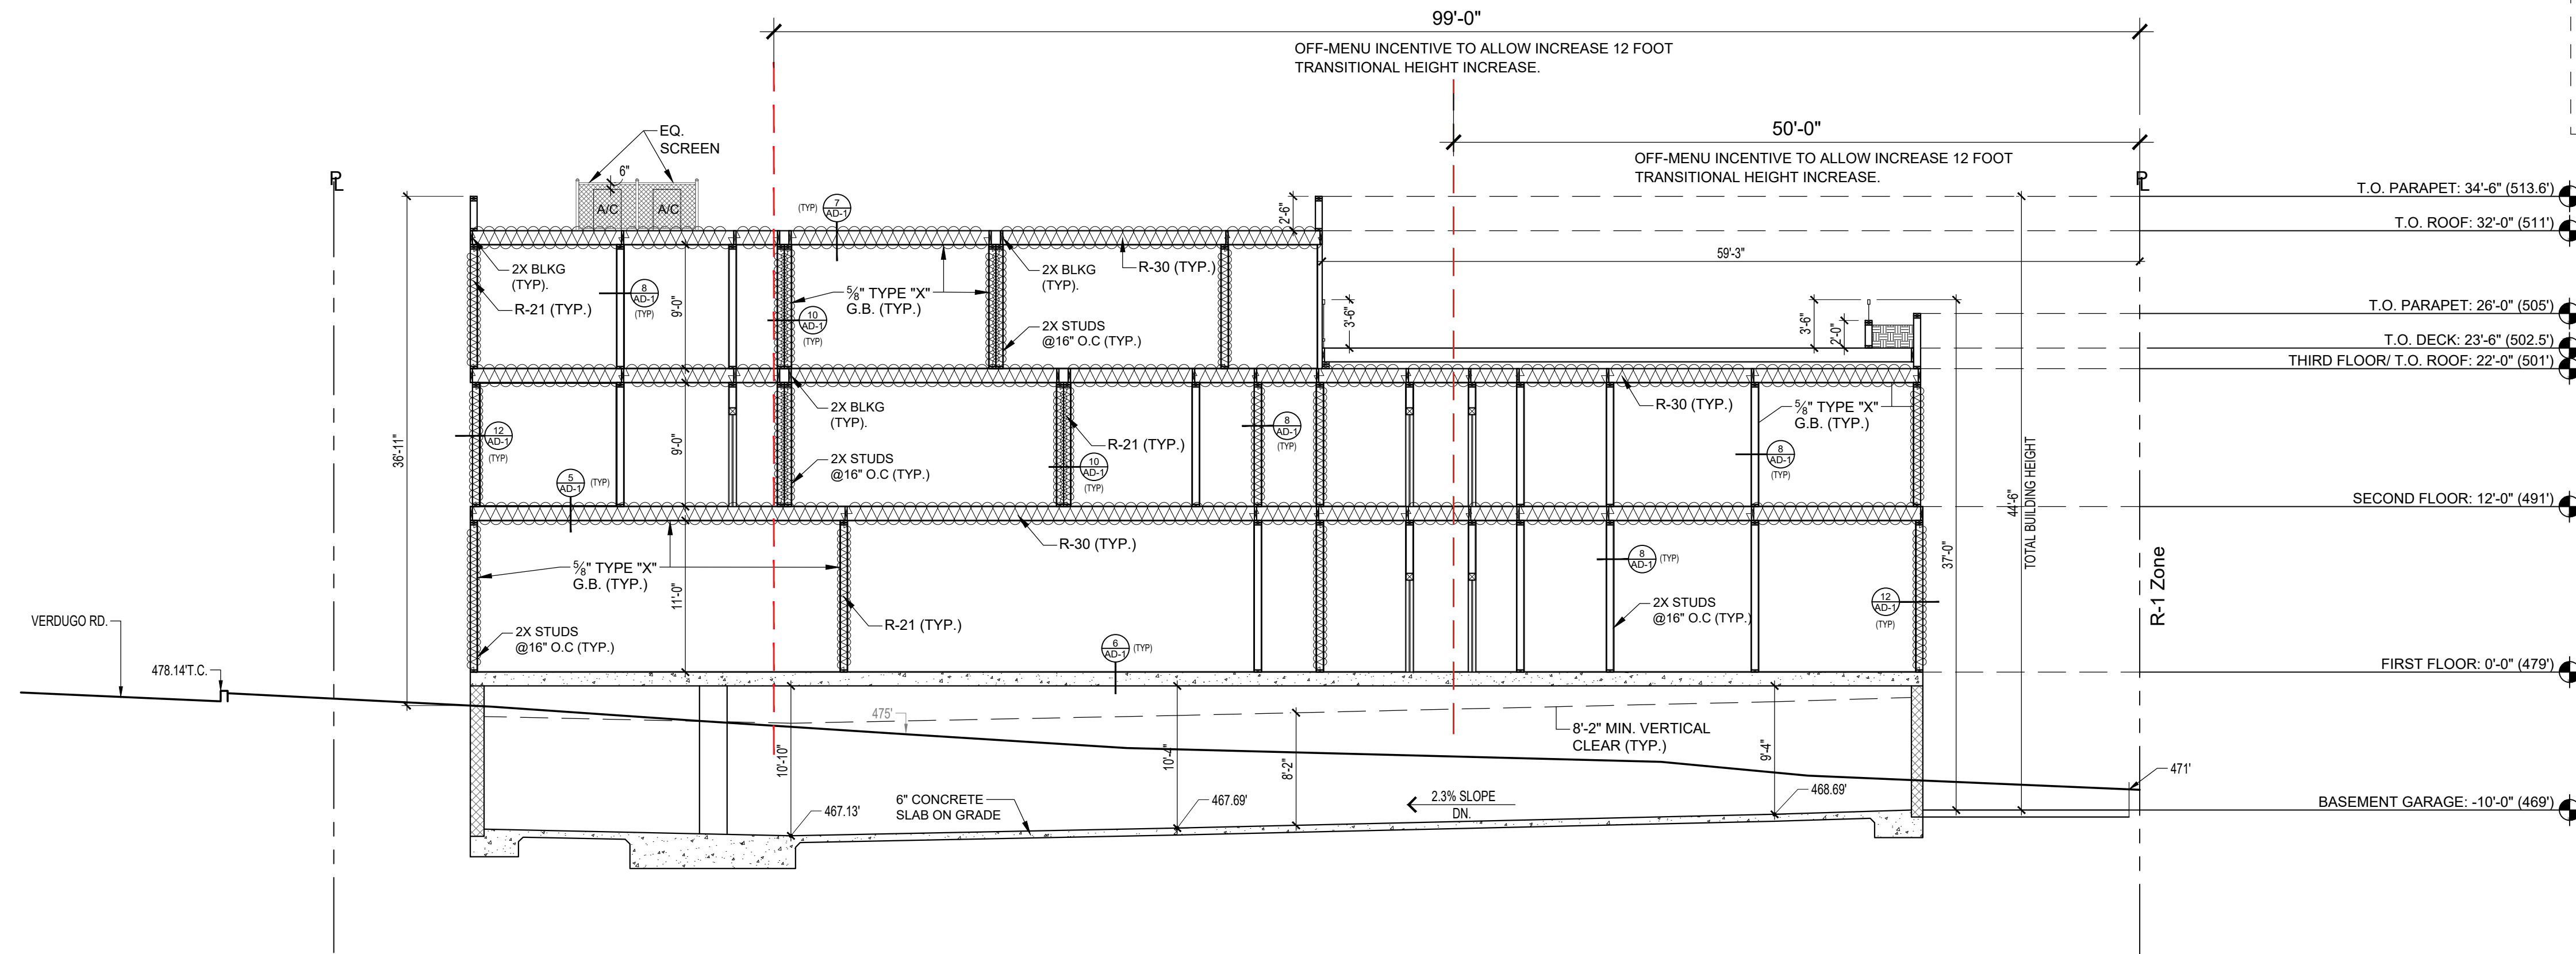 99'-0"
OFF-MENU INCENTIVE TO ALLOW INCREASE 12 FOOT
TRANSITIONAL HEIGHT INCREASE.
50'-0"
OFF-MENU INCENTIVE TO ALLOW INCREASE 12 FOOT
TRANSITIONAL HEIGHT INCREASE.
EQ.
SCREEN
6"
A/C
A/C
PL
PL
(TYP)
7
AD-1
2'-6"
T.O. PARAPET: 34'-6" (513.6')
T.O. ROOF: 32'-0" (511')
59'-3"
2X BLKG
(TYP).
R-21 (TYP.)
8
AD-1
(TYP)
9'-0"
10
AD-1
(TYP)
5/8" TYPE "X"
G.B. (TYP.)
2X BLKG
(TYP).
R-30 (TYP.)
2X STUDS
@16" O.C (TYP.)
3'-6"
3'-6"
2'-0"
T.O. PARAPET: 26'-0" (505')
T.O. DECK: 23'-6" (502.5')
THIRD FLOOR/ T.O. ROOF: 22'-0" (501')
36'-11"
12
AD-1
(TYP)
5
AD-1
(TYP)
9'-0"
2X BLKG
(TYP).
2X STUDS
@16" O.C (TYP.)
R-21 (TYP.)
10
AD-1
(TYP)
8
AD-1
(TYP)
R-30 (TYP.)
5/8" TYPE "X"
G.B. (TYP.)
8
AD-1
(TYP)
44'-6"
TOTAL BUILDING HEIGHT
37'-0"
SECOND FLOOR: 12'-0" (491')
R-30 (TYP.)
5/8" TYPE "X"
G.B. (TYP.)
11'-0"
R-21 (TYP.)
2X STUDS
@16" O.C (TYP.)
6
AD-1
(TYP)
8
AD-1
(TYP)
2X STUDS
@16" O.C (TYP.)
12
AD-1
(TYP)
R-1 Zone
FIRST FLOOR: 0'-0" (479')
VERDUGO RD.
478.14'T.C.
475'
8'-2" MIN. VERTICAL
CLEAR (TYP.)
10'-10"
10'-4"
8'-2"
9'-4"
471'
467.13'
6" CONCRETE
SLAB ON GRADE
467.69'
2.3% SLOPE
DN.
468.69'
BASEMENT GARAGE: -10'-0" (469')